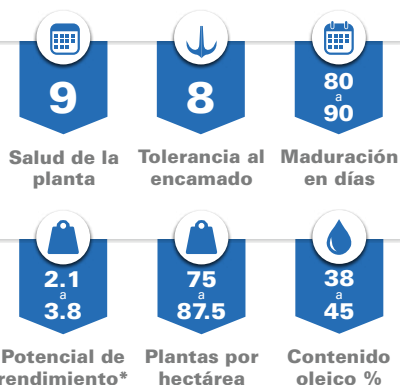 9
Salud de la
planta
8
Tolerancia al
encamado
80
a
90
Maduración
en días
2.1
a
3.8
Potencial de
rendimiento*
75
a
87.5
Plantas por
hectárea
38
a
45
Contenido
oleico %